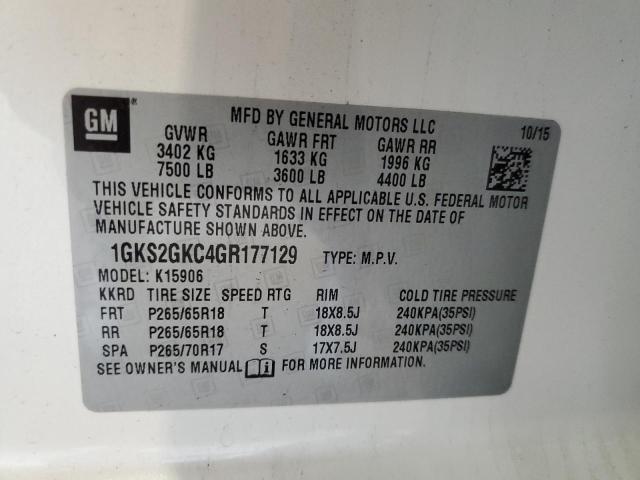 GM
MFD BY GENERAL MOTORS LLC 10/15
GVWR GAWR FRT GAWR RR
3402 KG 1633 KG 1996 KG
7500 LB 3600 LB 4400 LB
THIS VEHICLE CONFORMS TO ALL APPLICABLE U.S. FEDERAL MOTOR
VEHICLE SAFETY STANDARDS IN EFFECT ON THE DATE OF
MANUFACTURE SHOWN ABOVE.
1GKS2GKC4GR177129 TYPE: M.P.V.
MODEL: K15906
KKRD TIRE SIZE SPEED RTG RIM COLD TIRE PRESSURE
FRT P265/65R18 T 18X8.5J 240KPA(35PSI)
RR P265/65R18 T 18X8.5J 240KPA(35PSI)
SPA P265/70R17 S 17X7.5J 240KPA(35PSI)
SEE OWNER'S MANUAL FOR MORE INFORMATION.